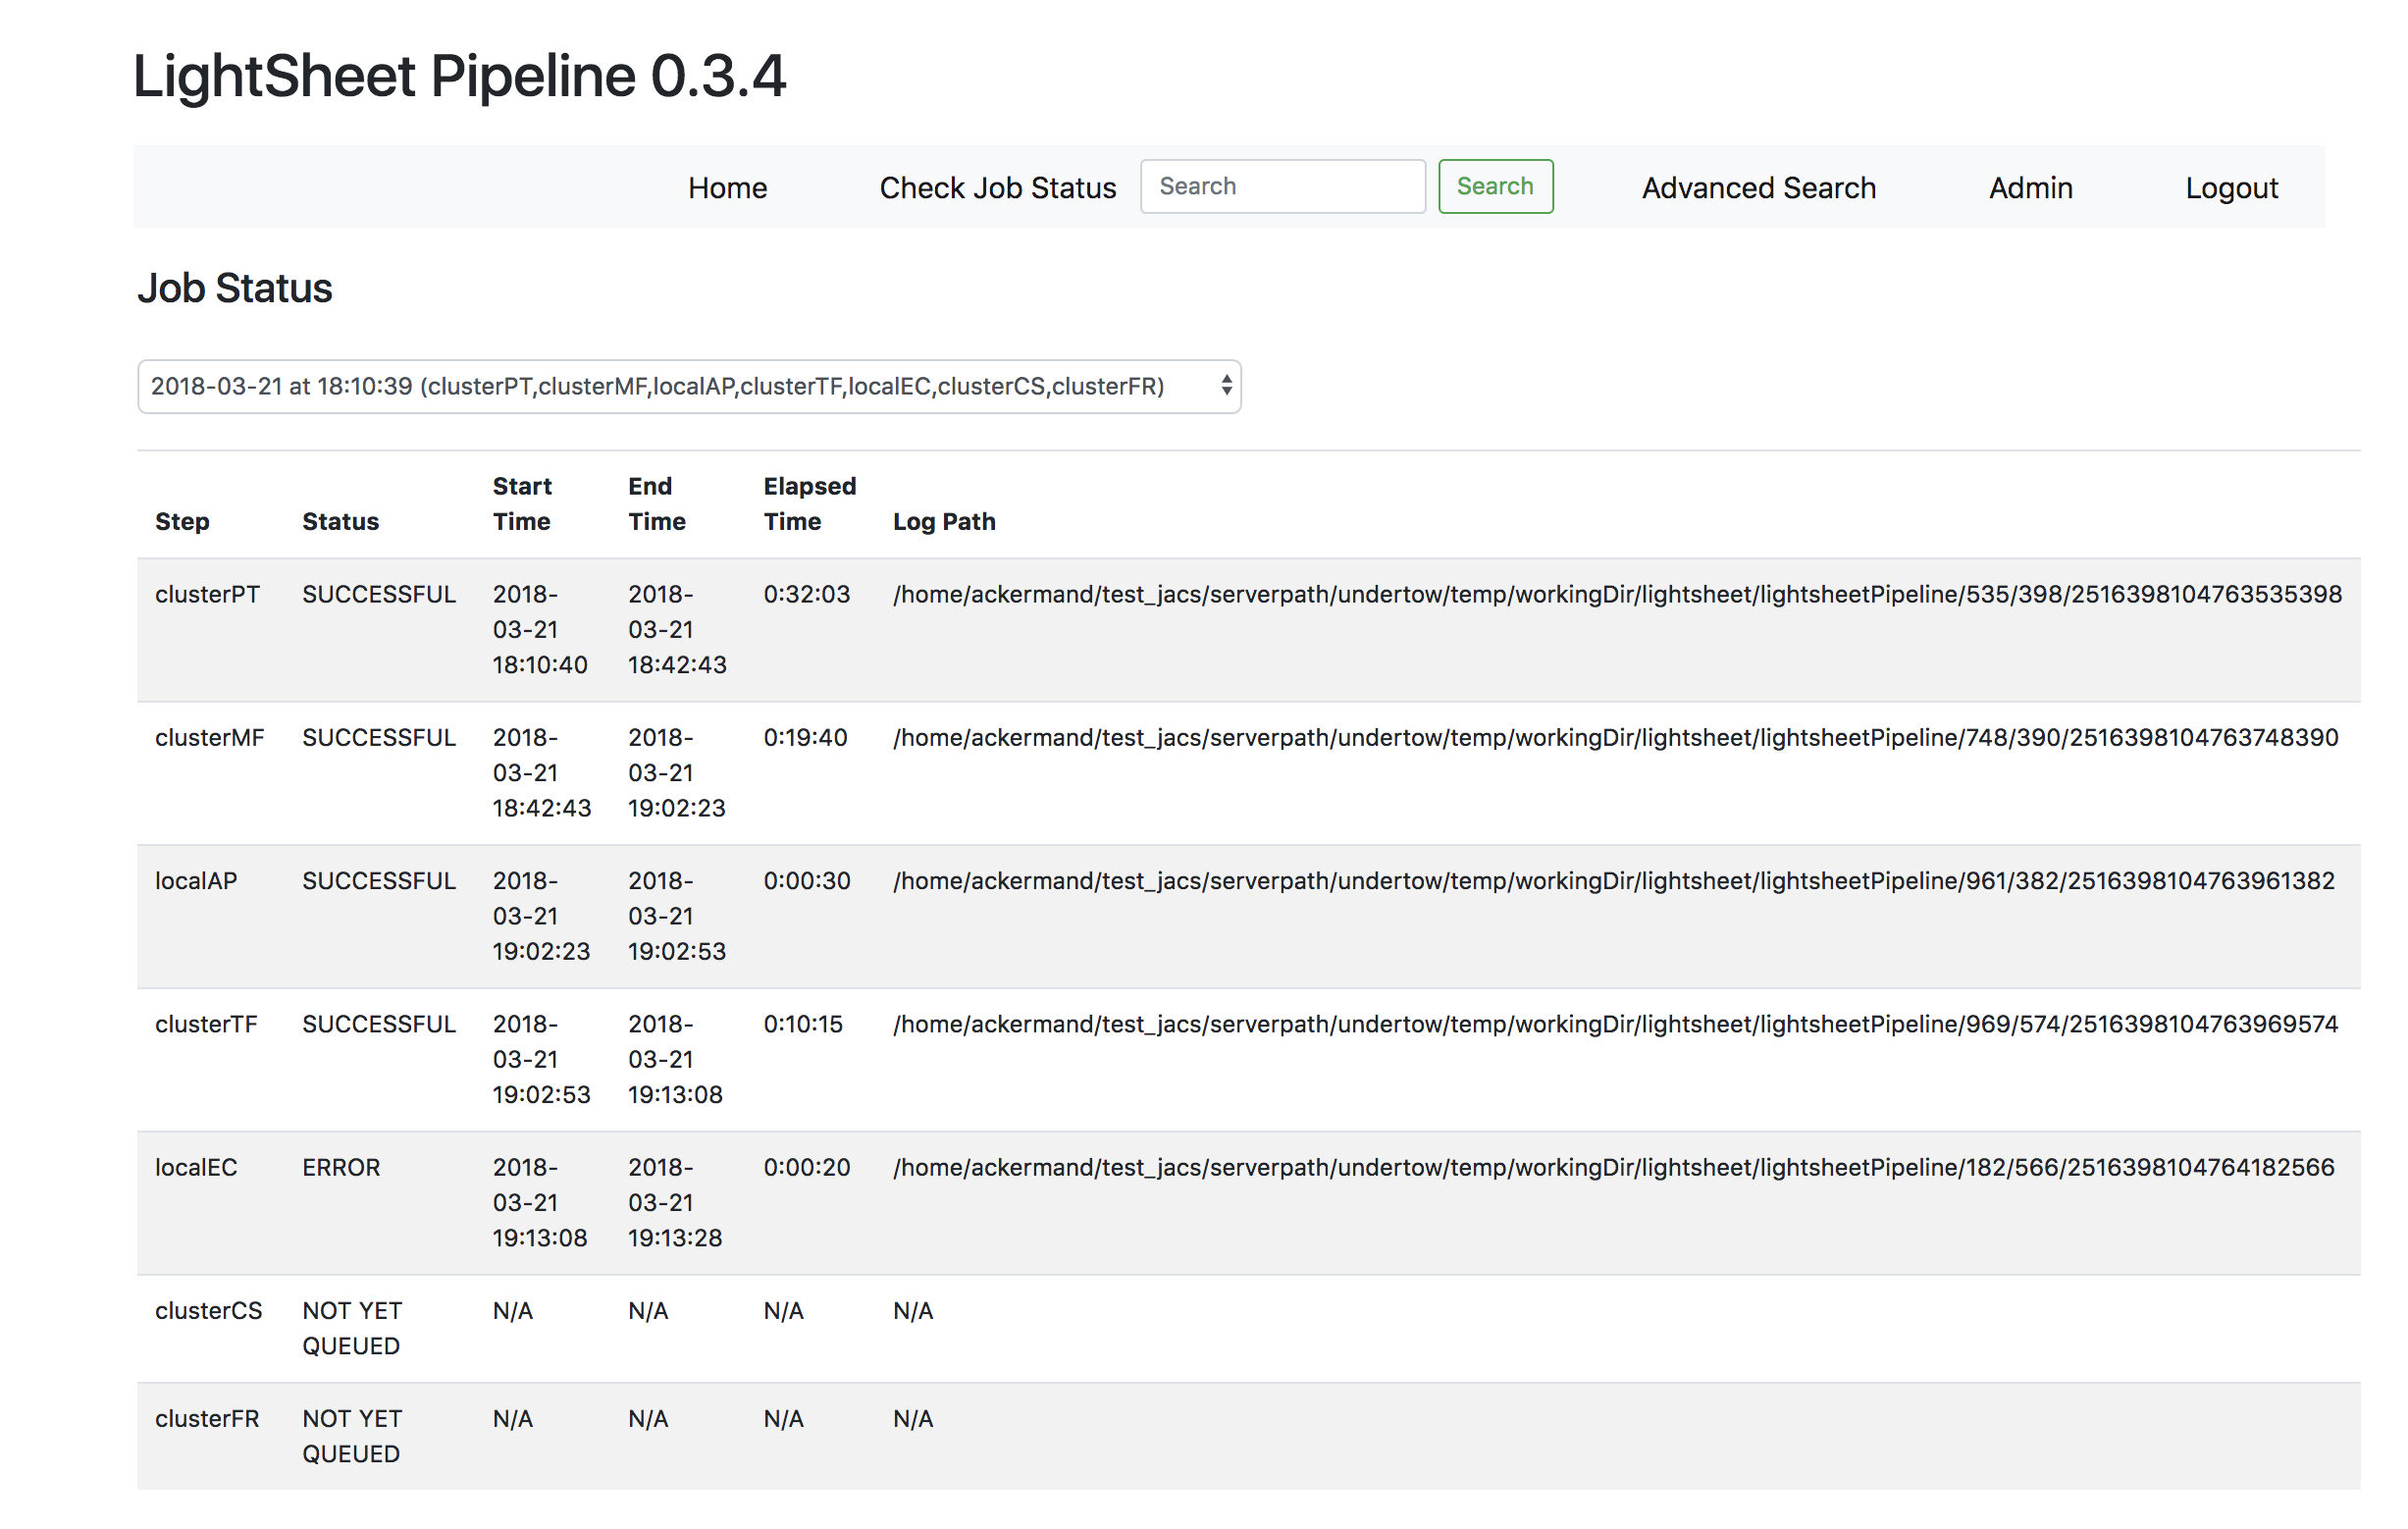 LightSheet Pipeline 0.3.4
Home Check Job Status Search Search Advanced Search Admin Logout
Job Status
2018-03-21 at 18:10:39 (clusterPT,clusterMF,localAP,clusterTF,localEC,clusterCS,clusterFR)
Start End Elapsed
Step Status Time Time Time Log Path
clusterPT SUCCESSFUL 2018- 2018- 0:32:03 /home/ackermand/test_jacs/serverpath/undertow/temp/workingDir/lightsheet/lightsheetPipeline/535/398/2516398104763535398
03-21 03-21
18:10:40 18:42:43
clusterMF SUCCESSFUL 2018- 2018- 0:19:40 /home/ackermand/test_jacs/serverpath/undertow/temp/workingDir/lightsheet/lightsheetPipeline/748/390/2516398104763748390
03-21 03-21
18:42:43 19:02:23
localAP SUCCESSFUL 2018- 2018- 0:00:30 /home/ackermand/test_jacs/serverpath/undertow/temp/workingDir/lightsheet/lightsheetPipeline/961/382/2516398104763961382
03-21 03-21
19:02:23 19:02:53
clusterTF SUCCESSFUL 2018- 2018- 0:10:15 /home/ackermand/test_jacs/serverpath/undertow/temp/workingDir/lightsheet/lightsheetPipeline/969/574/2516398104763969574
03-21 03-21
19:02:53 19:13:08
localEC ERROR 2018- 2018- 0:00:20 /home/ackermand/test_jacs/serverpath/undertow/temp/workingDir/lightsheet/lightsheetPipeline/182/566/2516398104764182566
03-21 03-21
19:13:08 19:13:28
clusterCS NOT YET N/A N/A N/A N/A
QUEUED
clusterFR NOT YET N/A N/A N/A N/A
QUEUED